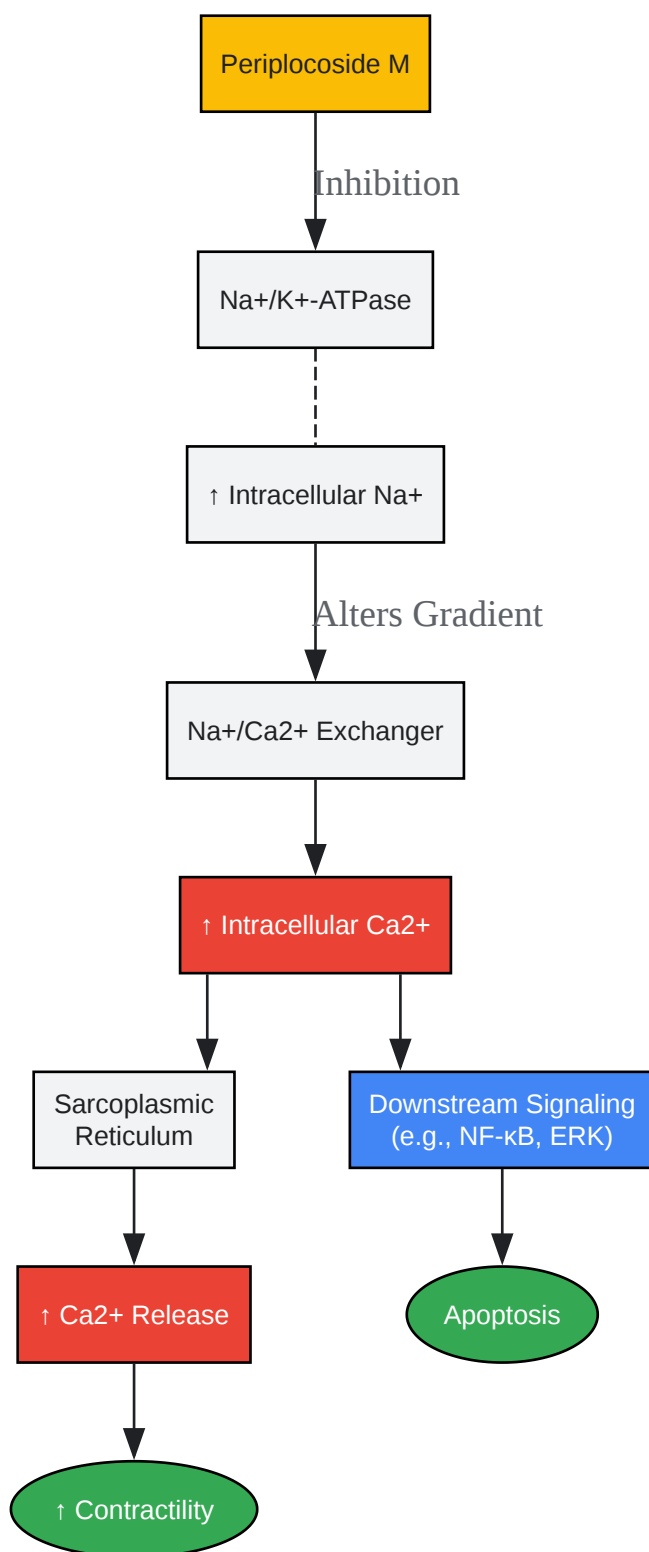 Periplocoside M
Inhibition
Na+/K+-ATPase
↑ Intracellular Na+
Alters Gradient
Na+/Ca2+ Exchanger
↑ Intracellular Ca2+
Sarcoplasmic
Reticulum
Downstream Signaling
(e.g., NF-κB, ERK)
↑ Ca2+ Release
Apoptosis
↑ Contractility